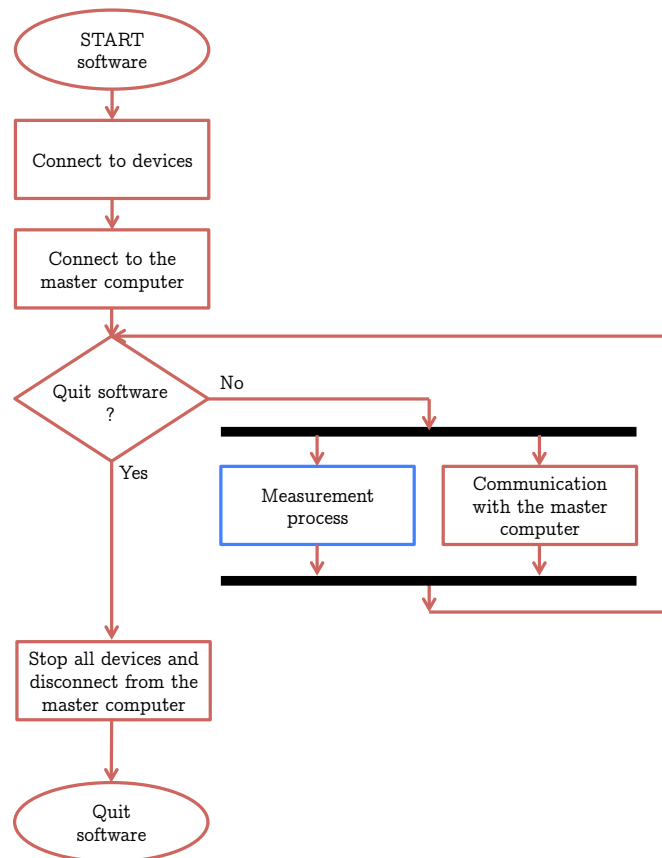 START
software
Connect to devices
Connect to the
master computer
Quit software
?
No
Yes
Measurement
process
Communication
with the master
computer
Stop all devices and
disconnect from the
master computer
Quit
software